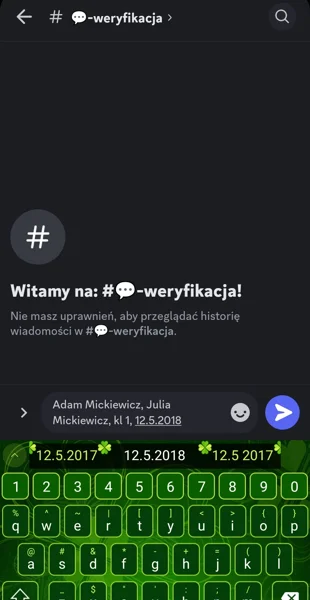 # 💬-weryfikacja >
Witamy na: #💬-weryfikacja!
Nie masz uprawnień, aby przeglądać historię
wiadomości w #💬-weryfikacja.
Adam Mickiewicz, Julia
Mickiewicz, kl 1, 12.5.2018
12.5.2017 12.5.2018 12.5 2017
1 2 3 4 5 6 7 8 9 0
% ^ ~ | [ ] < > { }
q w e r t y u i o p
@ # & * - + = ( )
a s d f g h j k l